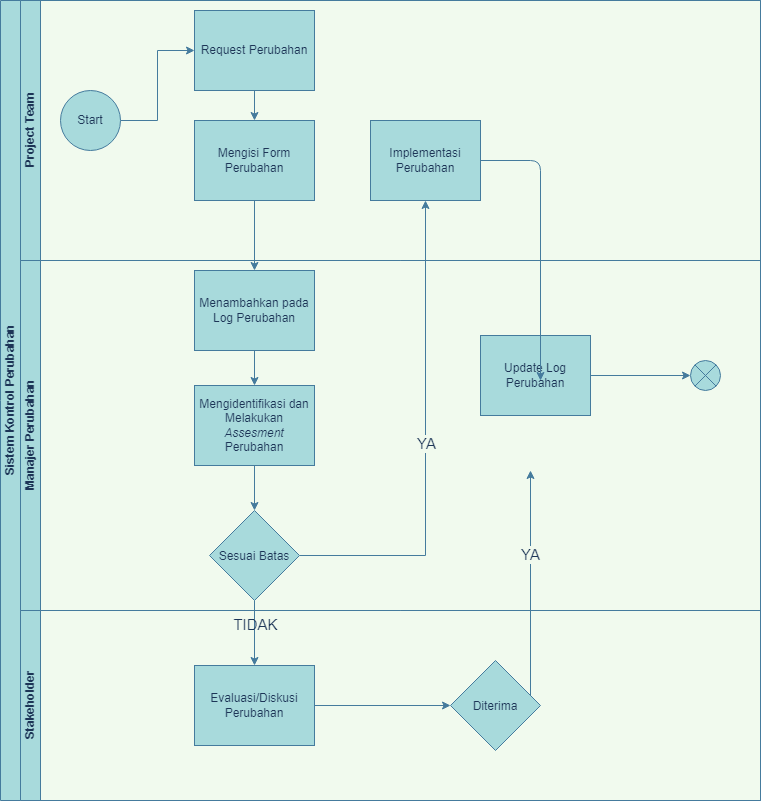 Sistem Kontrol Perubahan
Project Team
Start
Request Perubahan
Mengisi Form
Perubahan
Implementasi
Perubahan
Manajer Perubahan
Menambahkan pada
Log Perubahan
Mengidentifikasi dan
Melakukan
Assesment
Perubahan
Sesuai Batas
YA
Update Log
Perubahan
YA
Stakeholder
TIDAK
Evaluasi/Diskusi
Perubahan
Diterima